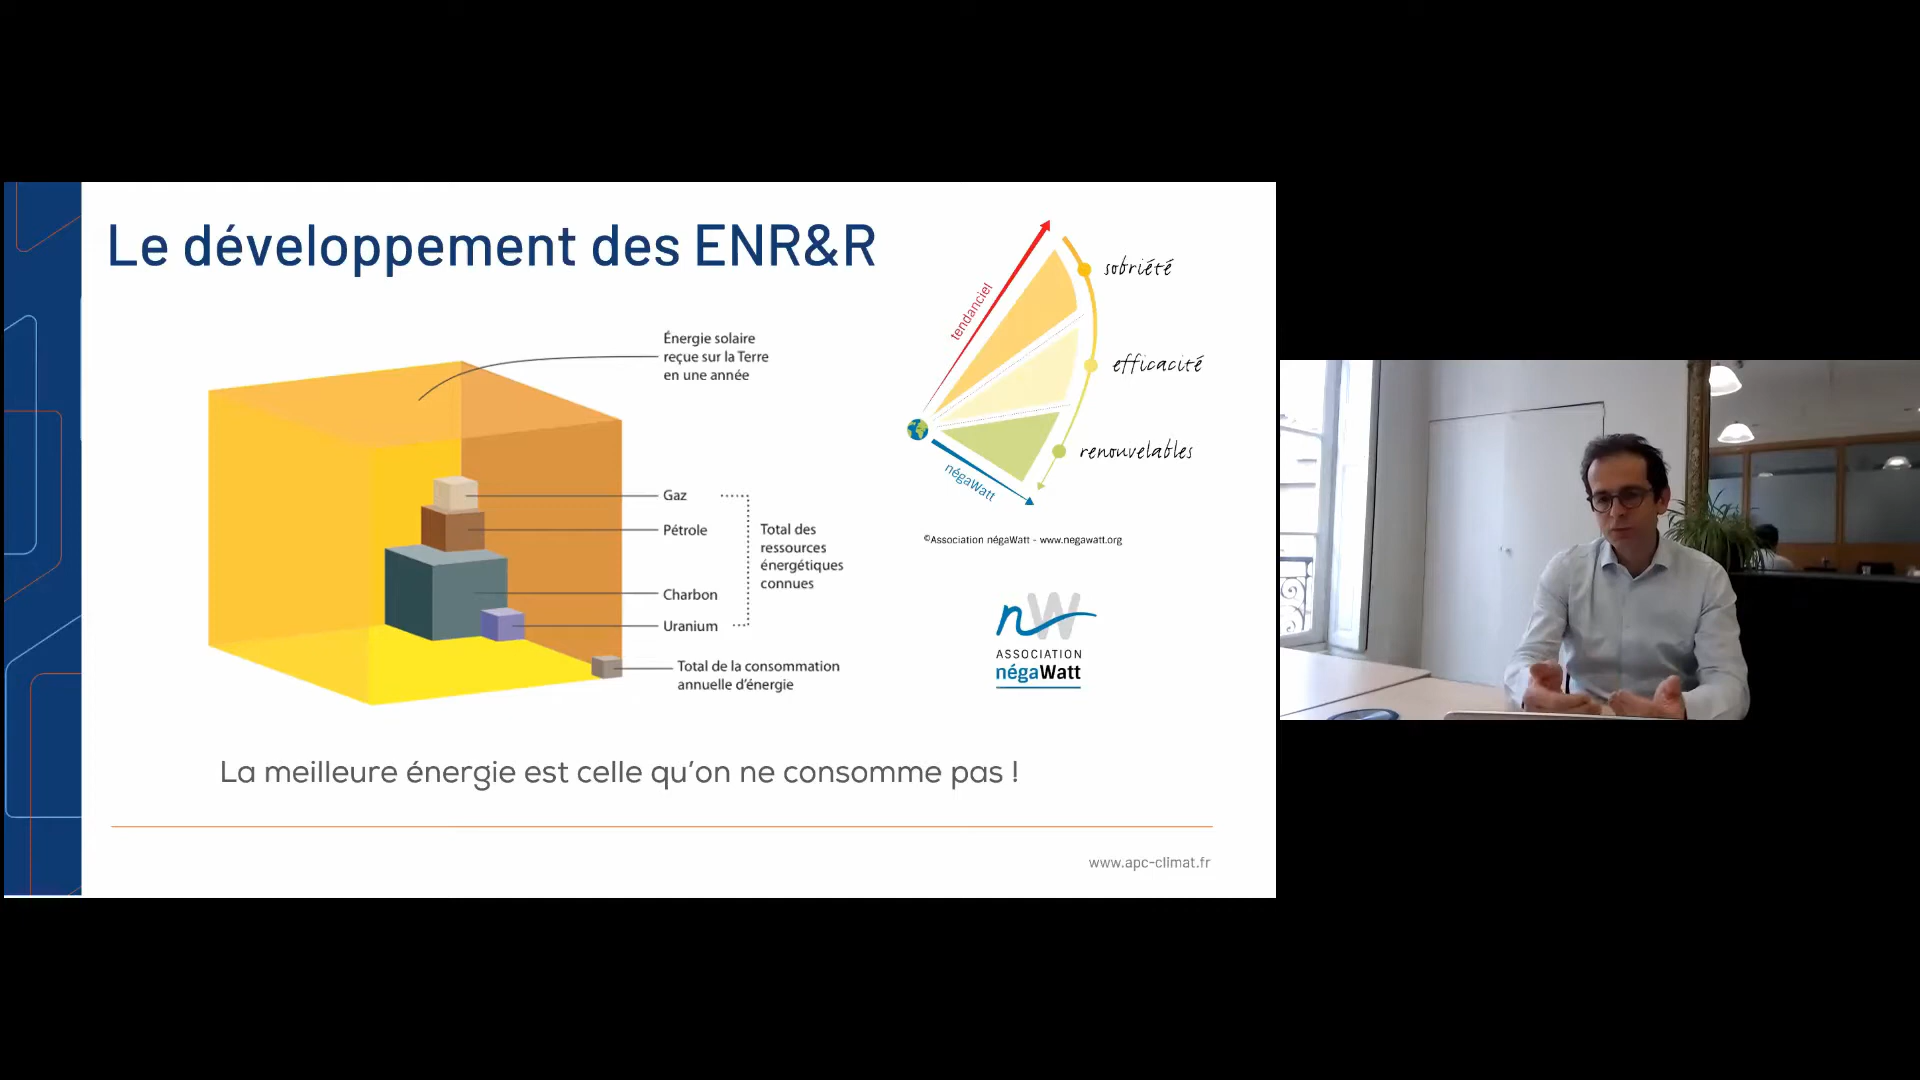 Le développement des ENR&R
Énergie solaire
reçue sur la Terre
en une année
Gaz
Pétrole
Charbon
Uranium
Total des
ressources
énergétiques
connues
Total de la consommation
annuelle d'énergie
tendanciel
sobriété
efficacité
renouvelables
négaWatt
©Association négaWatt - www.negawatt.org
nW
ASSOCIATION
négaWatt
La meilleure énergie est celle qu'on ne consomme pas !
www.apc-climat.fr